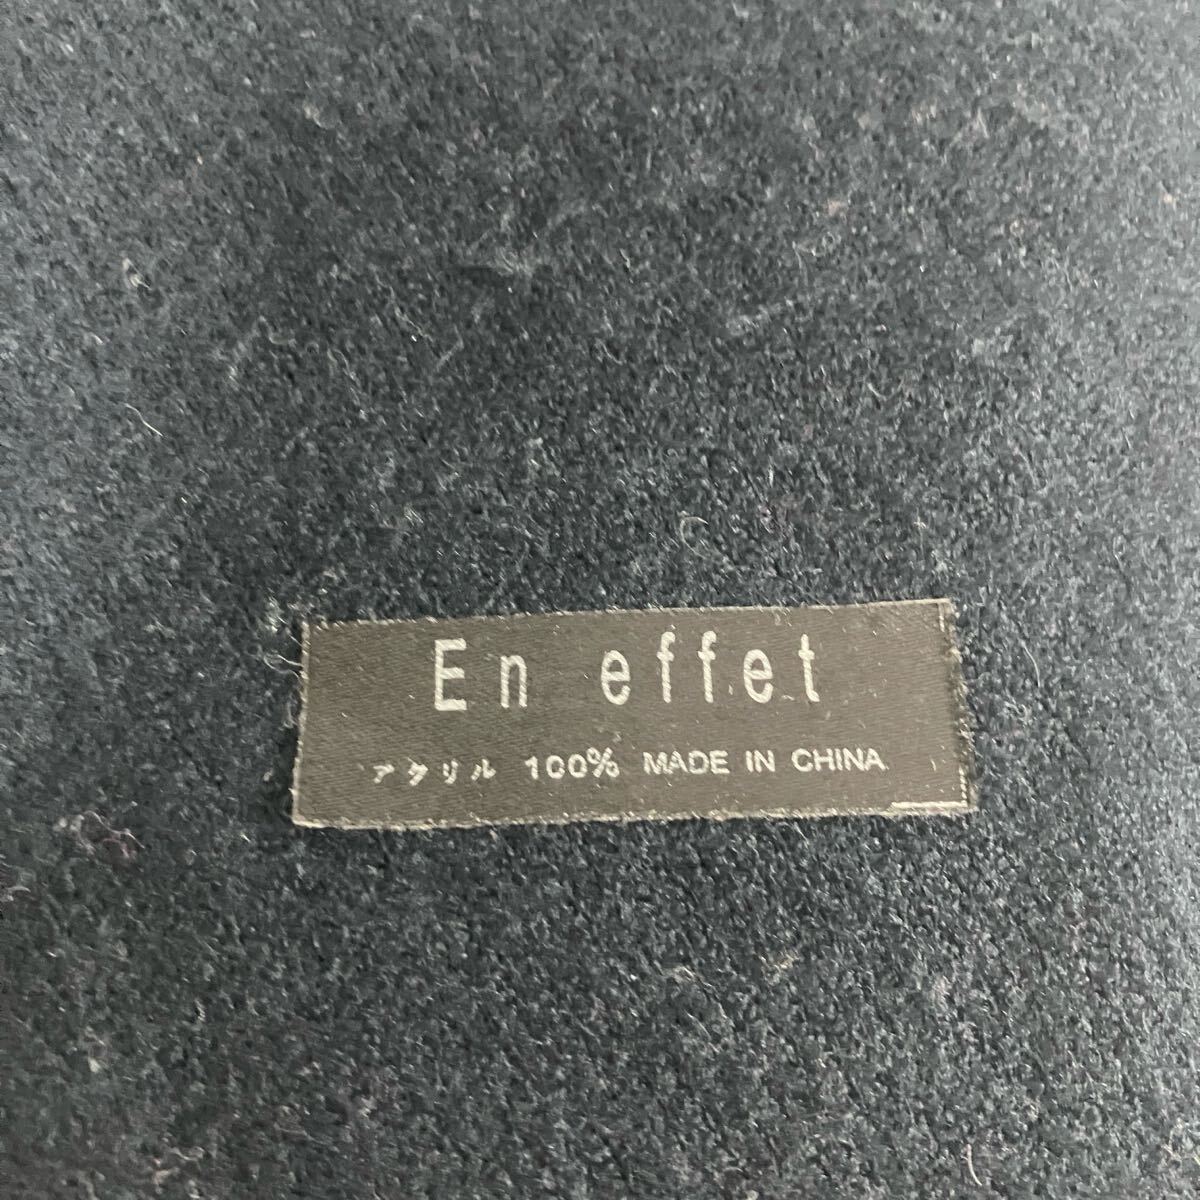 En effet
アクリル 100% MADE IN CHINA